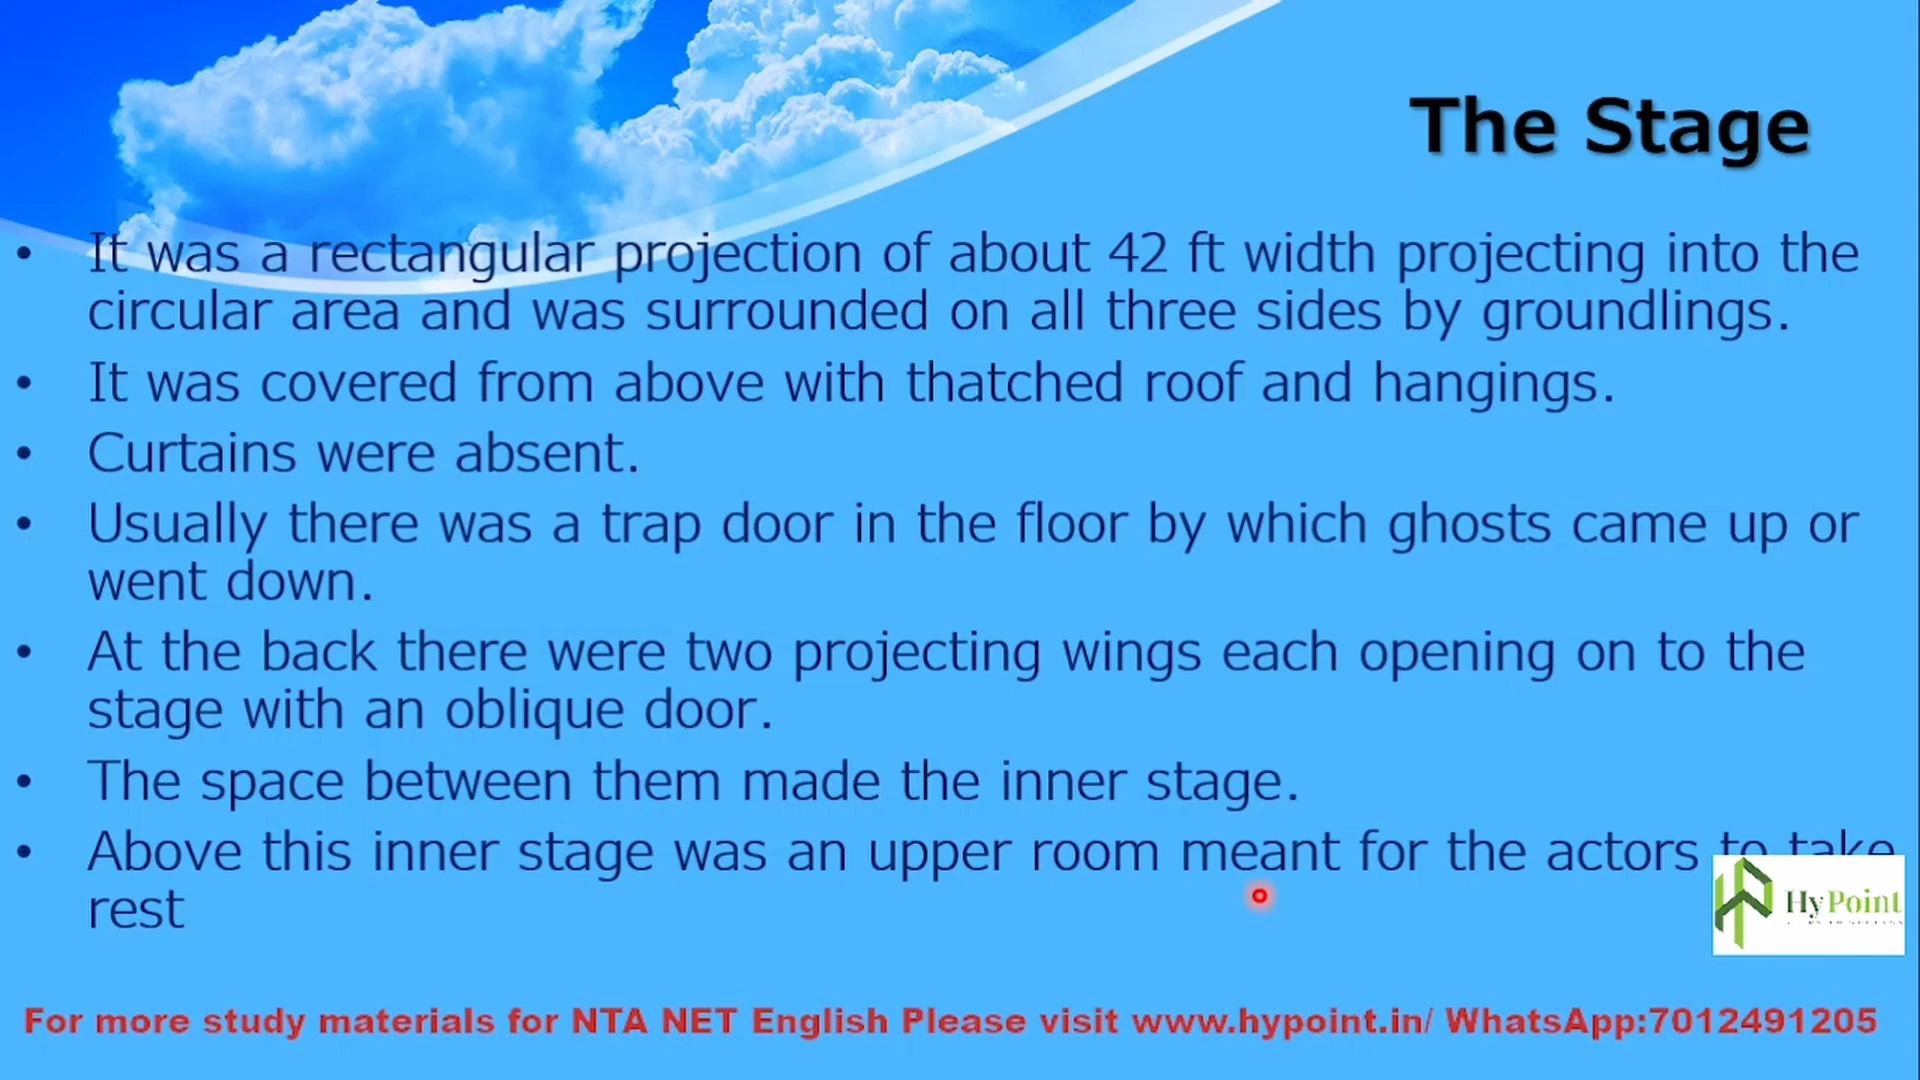 The Stage
• It was a rectangular projection of about 42 ft width projecting into the
circular area and was surrounded on all three sides by groundlings.
• It was covered from above with thatched roof and hangings.
• Curtains were absent.
• Usually there was a trap door in the floor by which ghosts came up or
went down.
• At the back there were two projecting wings each opening on to the
stage with an oblique door.
• The space between them made the inner stage.
• Above this inner stage was an upper room meant for the actors to take
rest
HyPoint
For more study materials for NTA NET English Please visit www.hypoint.in/ WhatsApp:7012491205